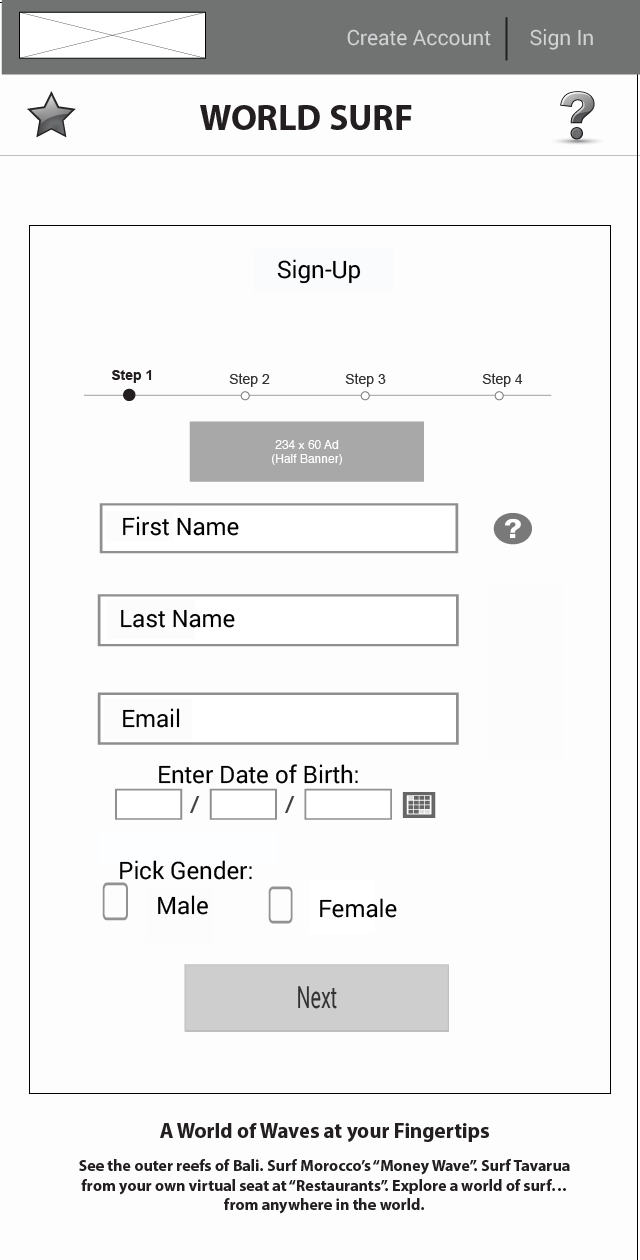 Create Account
Sign In
WORLD SURF
?
Sign-Up
Step 1
Step 2
Step 3
Step 4
234 x 60 Ad
(Half Banner)
First Name
?
Last Name
Email
Enter Date of Birth:
/ /
Pick Gender:
Male
Female
Next
A World of Waves at your Fingertips
See the outer reefs of Bali. Surf Morocco's "Money Wave". Surf Tavarua
from your own virtual seat at "Restaurants". Explore a world of surf...
from anywhere in the world.